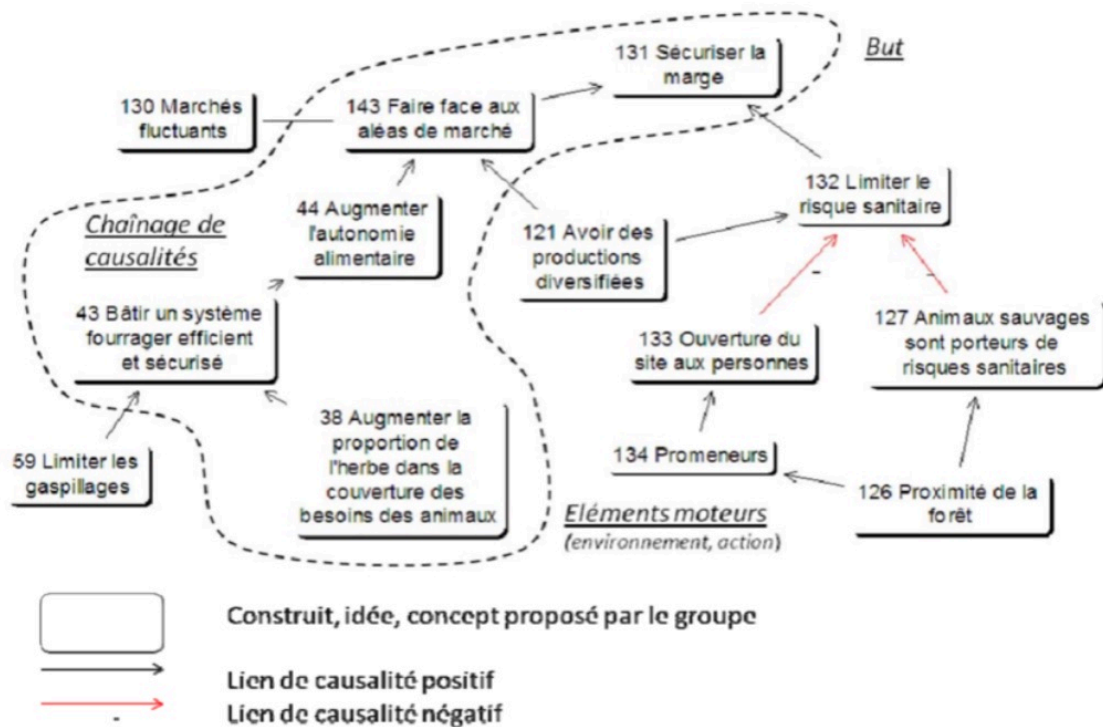 131 Sécuriser la
marge
But
130 Marchés
fluctuants
143 Faire face aux
aléas de marché
132 Limiter le
risque sanitaire
44 Augmenter
l'autonomie
alimentaire
Chaînage de
causalités
121 Avoir des
productions
diversifiées
-
-
43 Bâtir un système
fourrager efficient
et sécurisé
133 Ouverture du
site aux personnes
127 Animaux sauvages
sont porteurs de
risques sanitaires
38 Augmenter la
proportion de
l'herbe dans la
couverture des
besoins des animaux
59 Limiter les
gaspillages
134 Promeneurs
126 Proximité de la
forêt
Eléments moteurs
(environnement, action)
Construit, idée, concept proposé par le groupe
Lien de causalité positif
-
Lien de causalité négatif